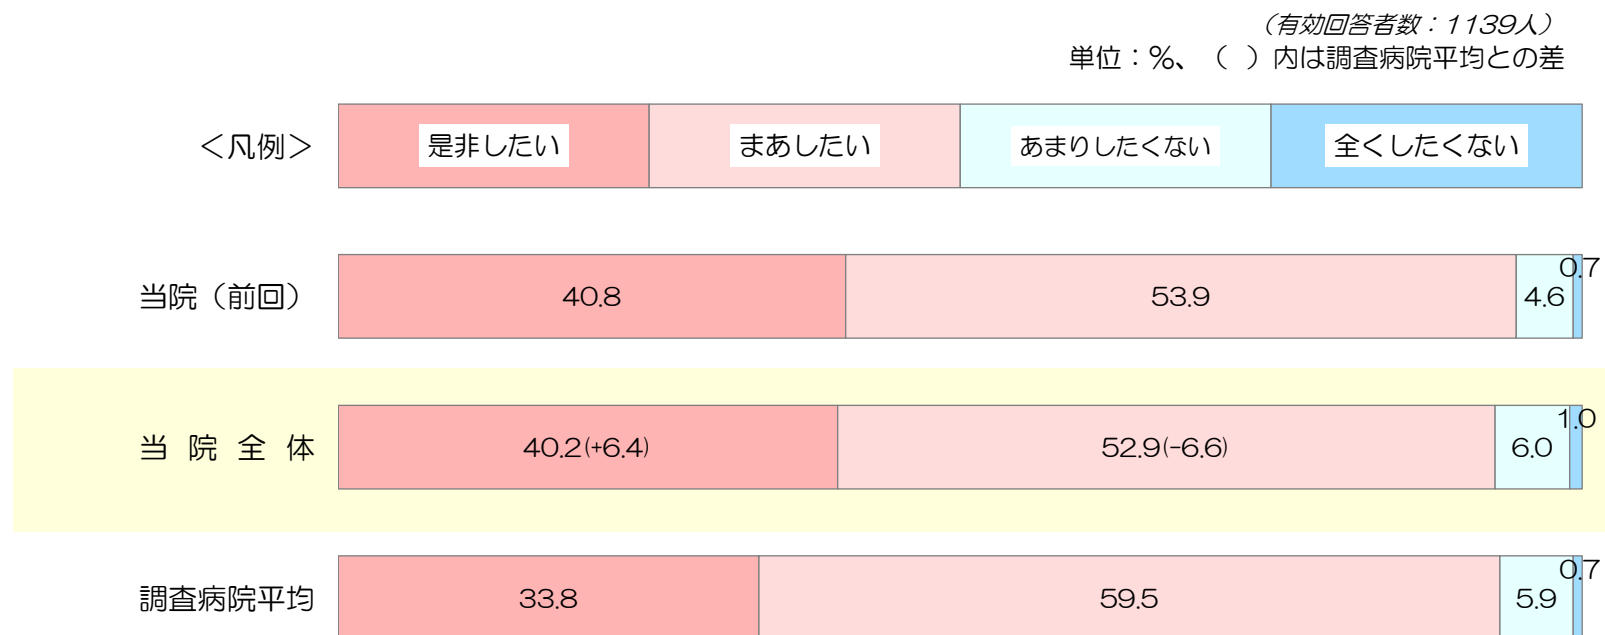 （有効回答者数：1139人）
単位：%、（ ）内は調査病院平均との差
＜凡例＞ 是非したい まあしたい あまりしたくない 全くしたくない
当院（前回） 40.8 53.9 4.6 0.7
当 院 全 体 40.2(+6.4) 52.9(-6.6) 6.0 1.0
調査病院平均 33.8 59.5 5.9 0.7